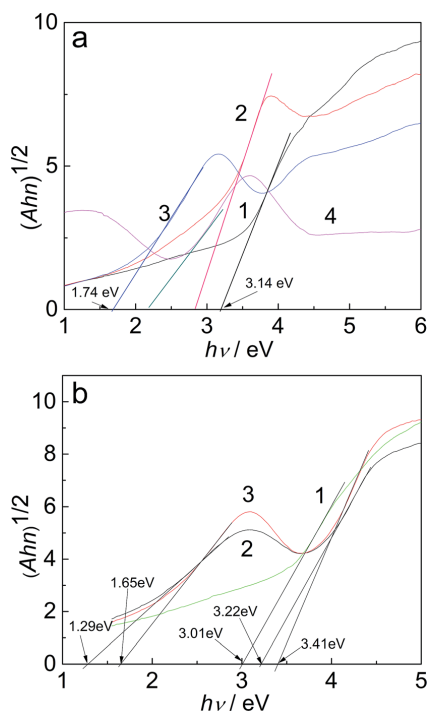 a
10
5
0
(Ahn)1/2
2
3
1
4
1.74 eV
3.14 eV
1 2 3 4 5 6
hν / eV
b
10
8
6
4
2
0
(Ahn)1/2
3
2
1
1.65eV
1.29eV
3.22eV
3.01eV
3.41eV
1 2 3 4 5
hν / eV